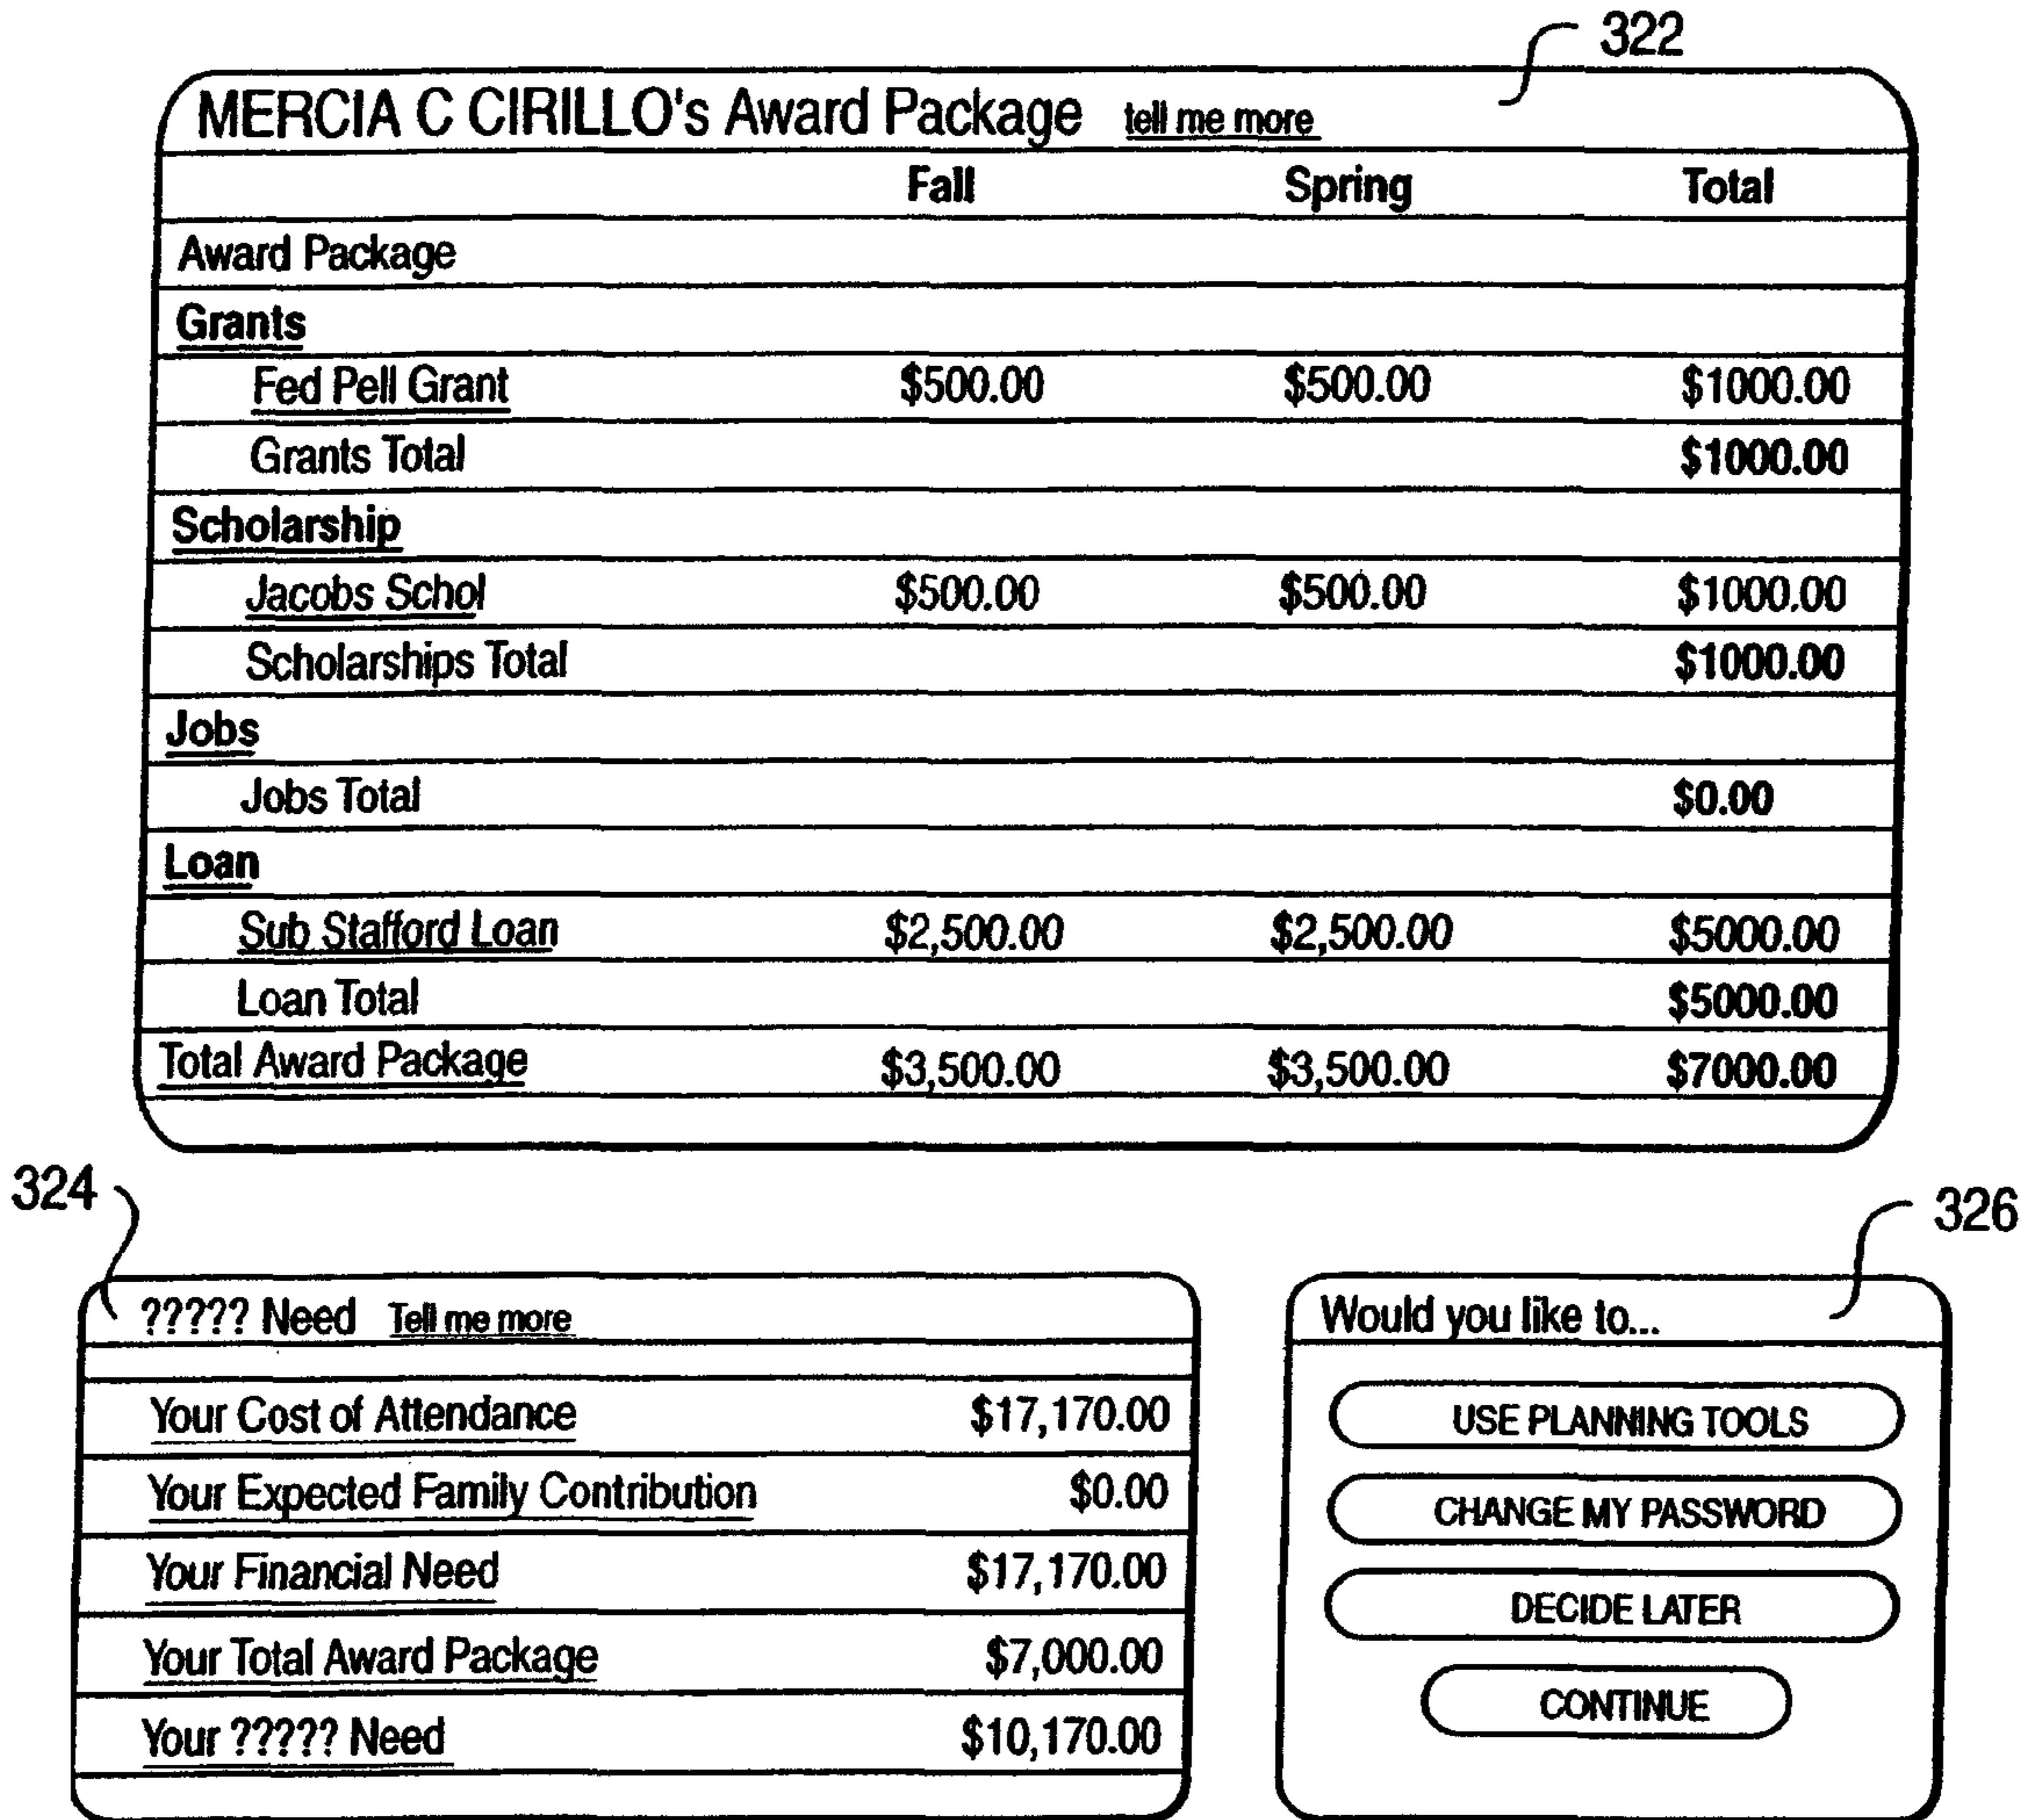 322
MERCIA C CIRILLO's Award Package tell me more
Fall Spring Total
Award Package
Grants
Fed Pell Grant $500.00 $500.00 $1000.00
Grants Total $1000.00
Scholarship
Jacobs Schol $500.00 $500.00 $1000.00
Scholarships Total $1000.00
Jobs
Jobs Total $0.00
Loan
Sub Stafford Loan $2,500.00 $2,500.00 $5000.00
Loan Total $5000.00
Total Award Package $3,500.00 $3,500.00 $7000.00
324
????? Need Tell me more
Your Cost of Attendance $17,170.00
Your Expected Family Contribution $0.00
Your Financial Need $17,170.00
Your Total Award Package $7,000.00
Your ????? Need $10,170.00
326
Would you like to...
USE PLANNING TOOLS
CHANGE MY PASSWORD
DECIDE LATER
CONTINUE